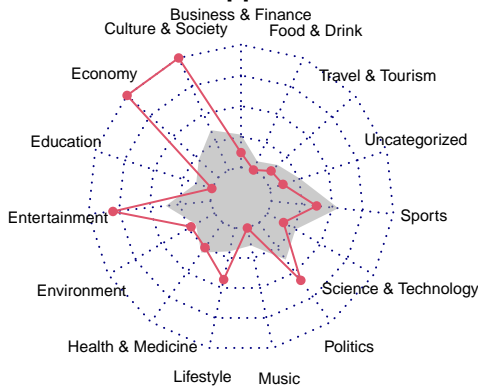 Business & Finance
Culture & Society
Food & Drink
Economy
Travel & Tourism
Education
Uncategorized
Entertainment
Sports
Environment
Science & Technology
Health & Medicine
Politics
Lifestyle
Music